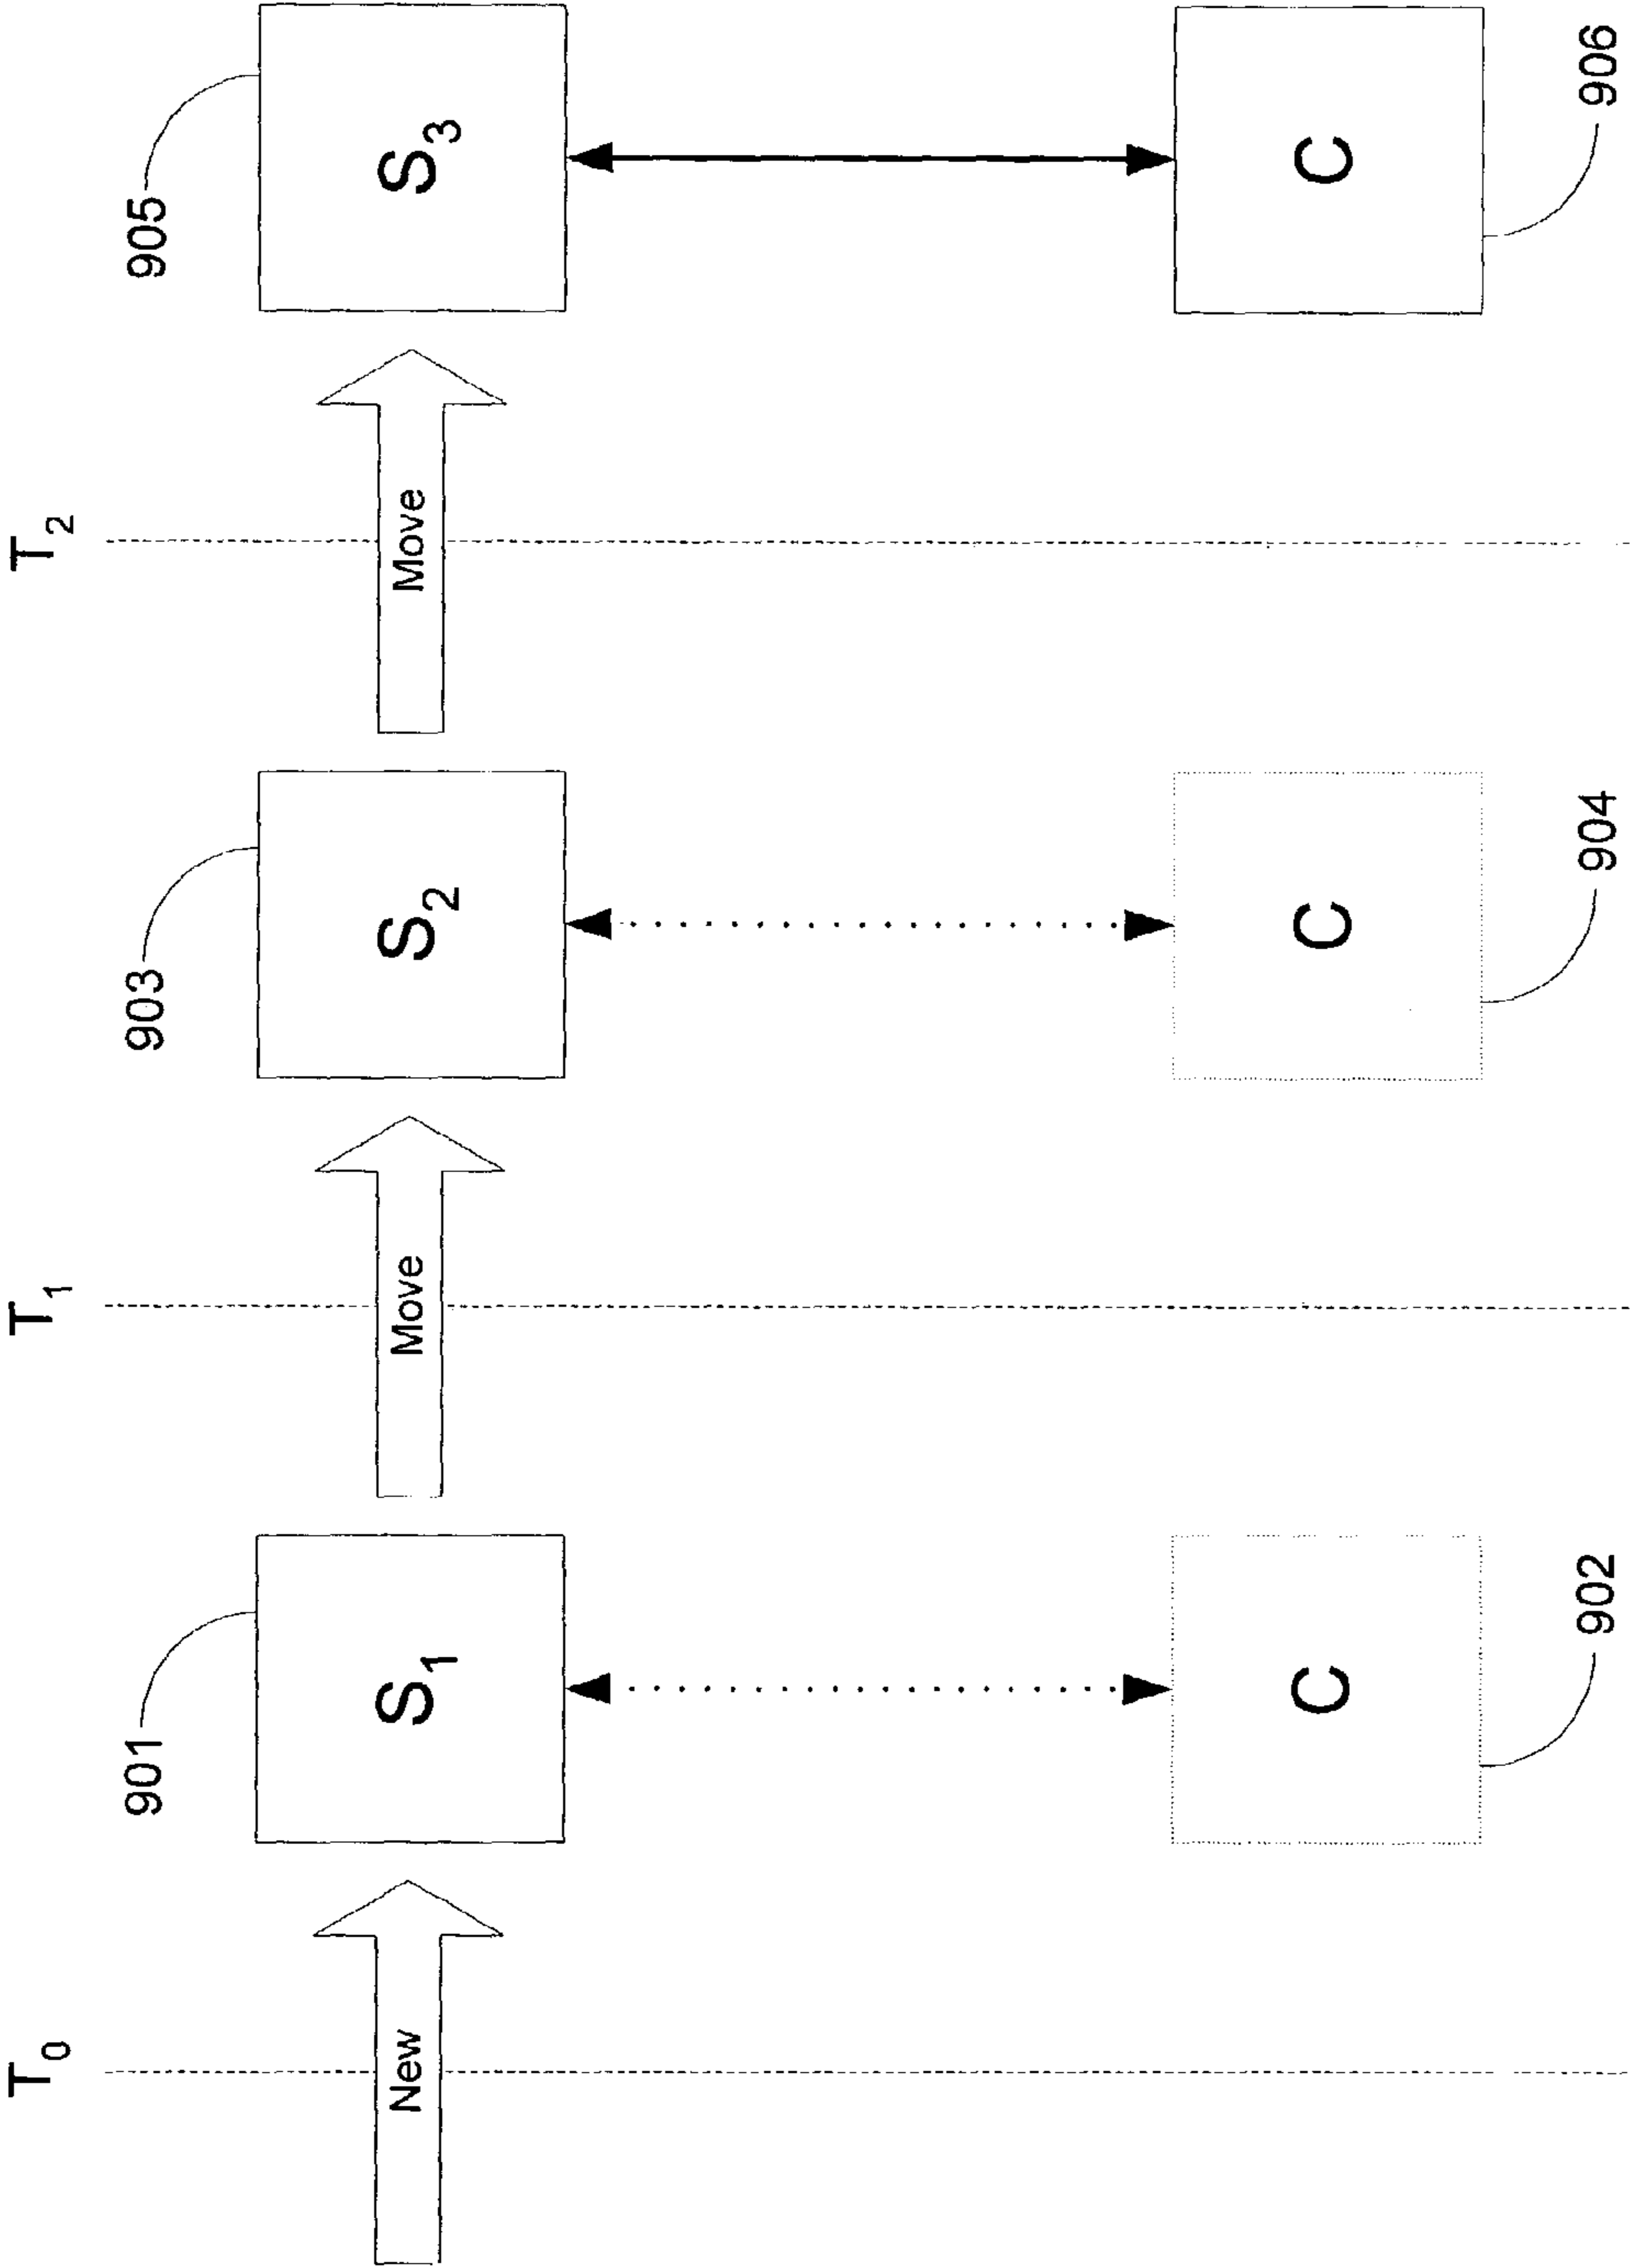 T₀ T₁ T₂
901 903 905
New S₁ Move S₂ Move S₃
C C C
902 904 906